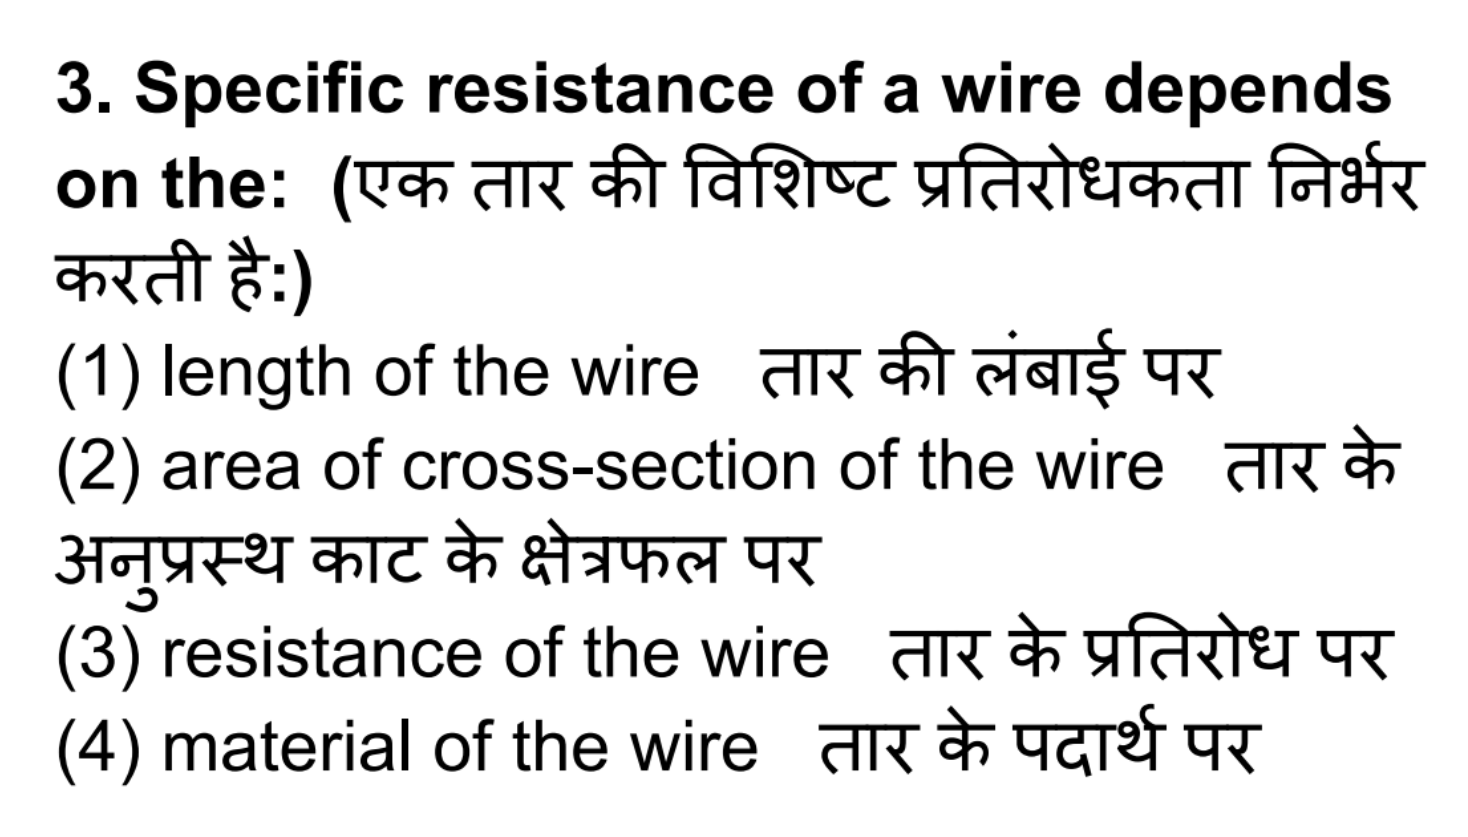 3. Specific resistance of a wire depends
on the: (एक तार की विशिष्ट प्रतिरोधकता निर्भर
करती है:)
(1) length of the wire तार की लंबाई पर
(2) area of cross-section of the wire तार के
अनुप्रस्थ काट के क्षेत्रफल पर
(3) resistance of the wire तार के प्रतिरोध पर
(4) material of the wire तार के पदार्थ पर